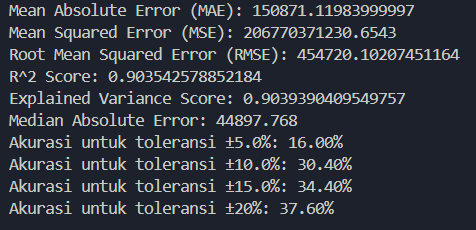 Mean Absolute Error (MAE): 150871.11983999997
Mean Squared Error (MSE): 206770371230.6543
Root Mean Squared Error (RMSE): 454720.10207451164
R^2 Score: 0.903542578852184
Explained Variance Score: 0.9039390409549757
Median Absolute Error: 44897.768
Akurasi untuk toleransi ±5.0%: 16.00%
Akurasi untuk toleransi ±10.0%: 30.40%
Akurasi untuk toleransi ±15.0%: 34.40%
Akurasi untuk toleransi ±20%: 37.60%